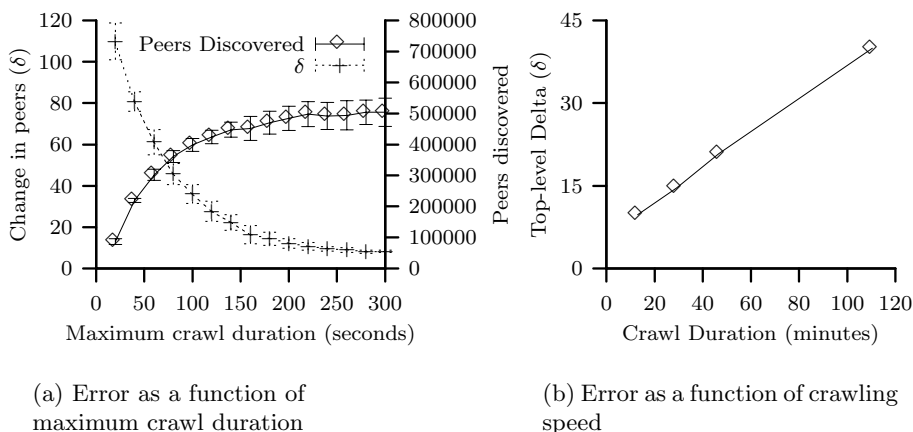 Change in peers (δ)
120
100
80
60
40
20
0
Peers Discovered
δ
800000
700000
600000
500000
400000
300000
200000
100000
0
Peers discovered
0 50 100 150 200 250 300
Maximum crawl duration (seconds)
(a) Error as a function of
maximum crawl duration
Top-level Delta (δ)
45
30
15
0
0 20 40 60 80 100 120
Crawl Duration (minutes)
(b) Error as a function of crawling
speed